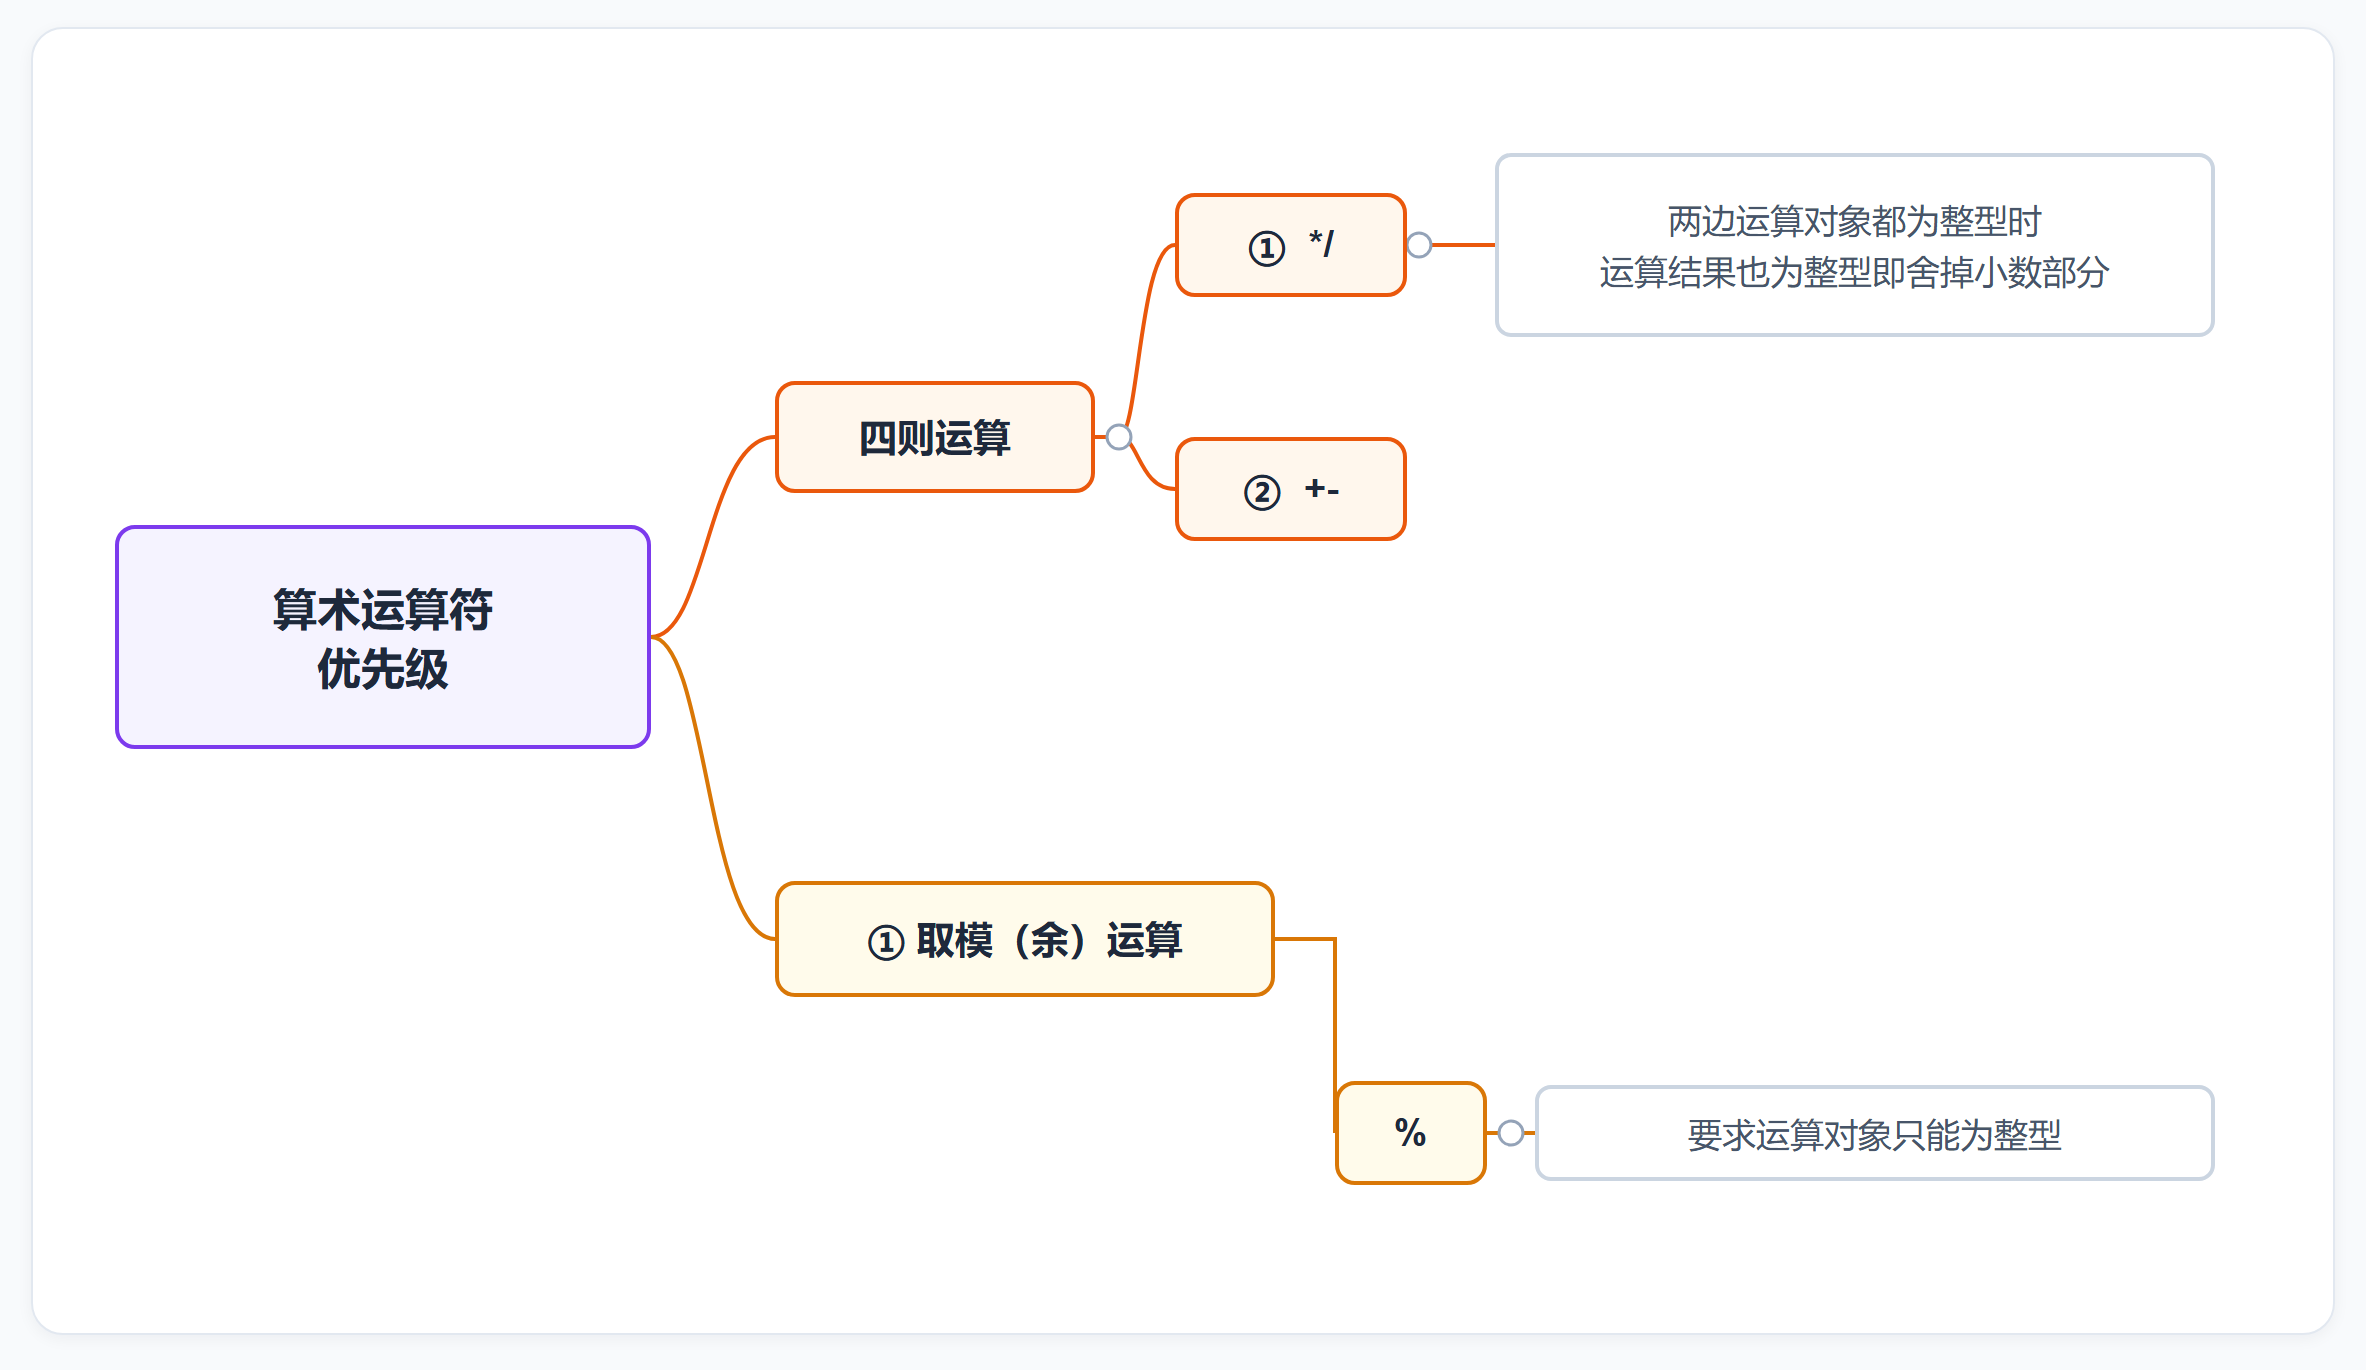 算术运算符
优先级
四则运算
① */
两边运算对象都为整型时
运算结果也为整型即舍掉小数部分
② +-
① 取模（余）运算
%
要求运算对象只能为整型